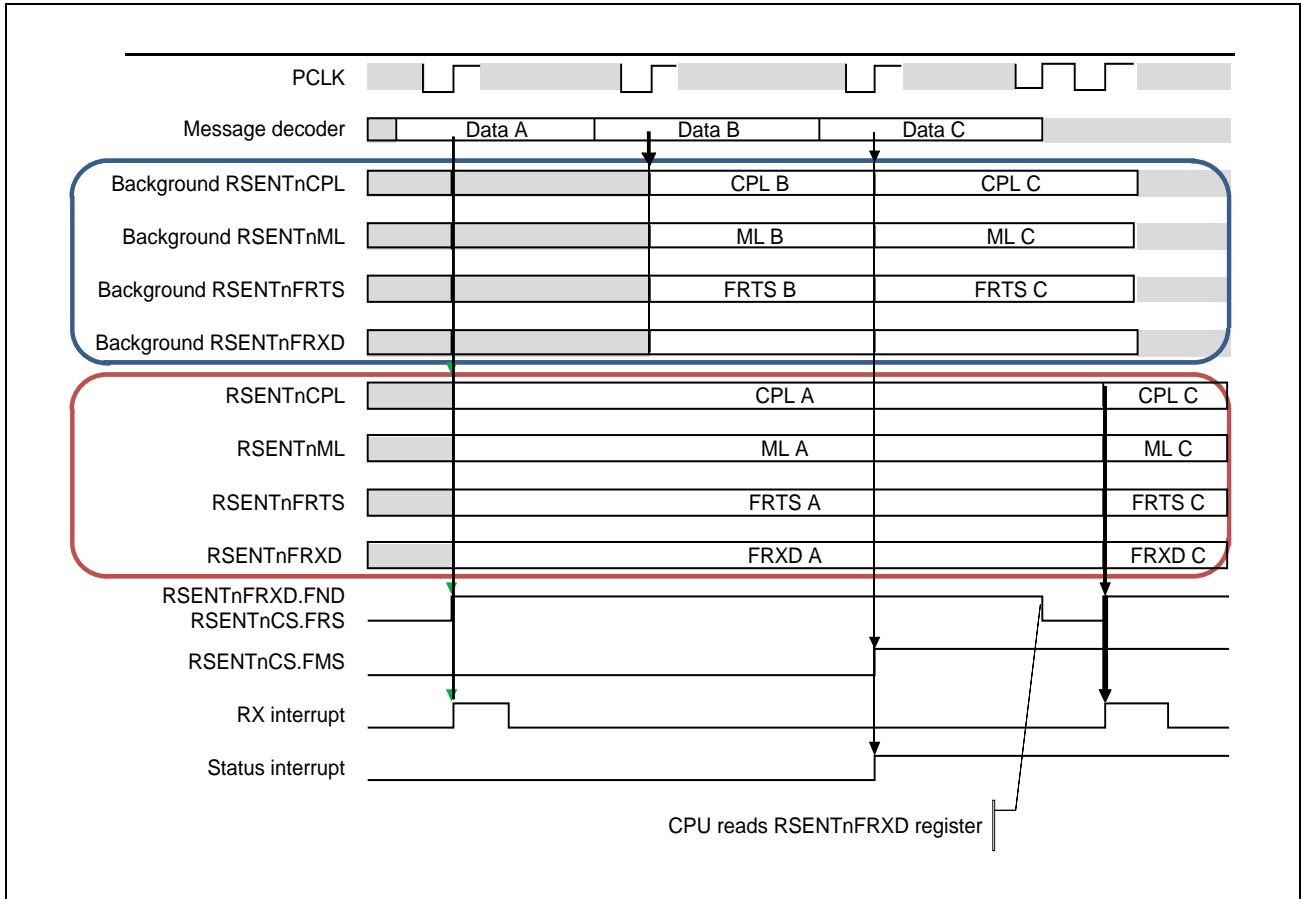 PCLK
Message decoder Data A Data B Data C
Background RSENTnCPL CPL B CPL C
Background RSENTnML ML B ML C
Background RSENTnFRTS FRTS B FRTS C
Background RSENTnFRXD
RSENTnCPL CPL A CPL C
RSENTnML ML A ML C
RSENTnFRTS FRTS A FRTS C
RSENTnFRXD FRXD A FRXD C
RSENTnFRXD.FND
RSENTnCS.FRS
RSENTnCS.FMS
RX interrupt
Status interrupt
CPU reads RSENTnFRXD register